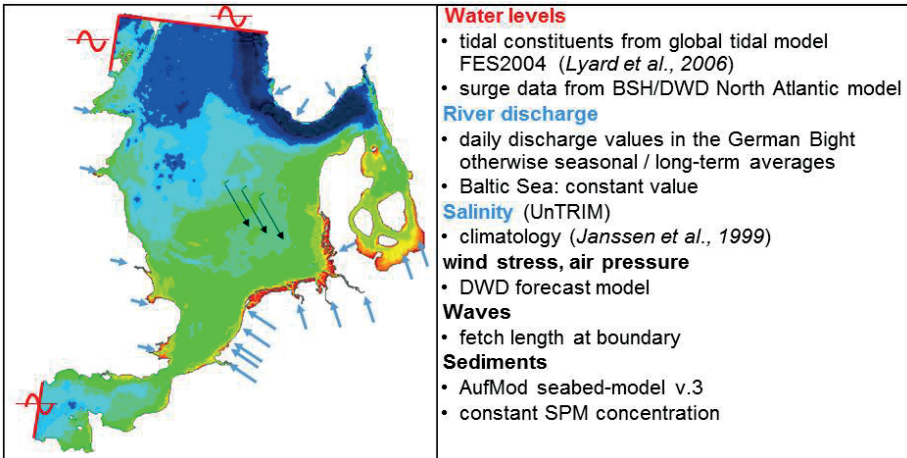 Water levels
• tidal constituents from global tidal model
FES2004 (Lyard et al., 2006)
• surge data from BSH/DWD North Atlantic model
River discharge
• daily discharge values in the German Bight
otherwise seasonal / long-term averages
• Baltic Sea: constant value
Salinity (UnTRIM)
• climatology (Janssen et al., 1999)
wind stress, air pressure
• DWD forecast model
Waves
• fetch length at boundary
Sediments
• AufMod seabed-model v.3
• constant SPM concentration